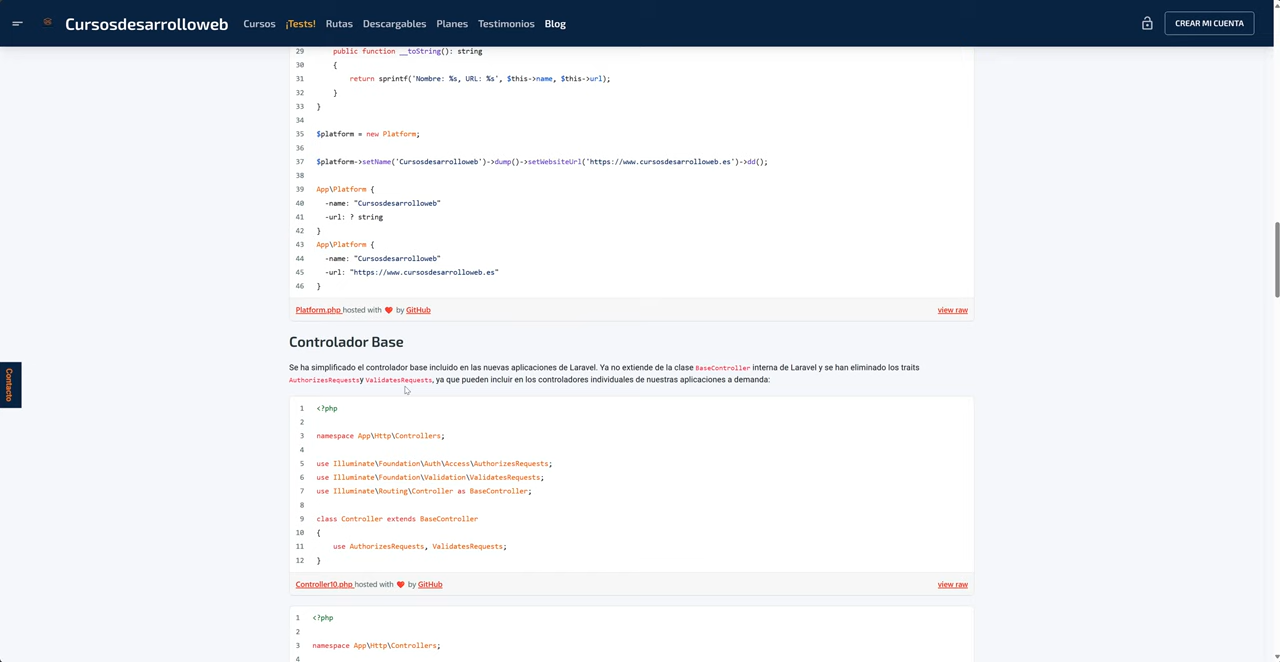 Cursosdesarrolloweb Cursos ¡Tests! Rutas Descargables Planes Testimonios Blog CREAR MI CUENTA
29 public function __toString(): string
30 {
31 return sprintf('Nombre: %s, URL: %s', $this->name, $this->url);
32 }
33 }
34
35 $platform = new Platform;
36
37 $platform->setName('Cursosdesarrolloweb')->dump()->setWebsiteUrl('https://www.cursosdesarrolloweb.es')->dd();
38
39 App\Platform {
40 -name: "Cursosdesarrolloweb"
41 -url: ? string
42 }
43 App\Platform {
44 -name: "Cursosdesarrolloweb"
45 -url: "https://www.cursosdesarrolloweb.es"
46 }
Platform.php hosted with ❤ by GitHub view raw
Controlador Base
Se ha simplificado el controlador base incluido en las nuevas aplicaciones de Laravel. Ya no extiende de la clase BaseController interna de Laravel y se han eliminado los traits
AuthorizesRequestsy ValidatesRequests, ya que pueden incluir en los controladores individuales de nuestras aplicaciones a demanda:
Contacto
1 <?php
2
3 namespace App\Http\Controllers;
4
5 use Illuminate\Foundation\Auth\Access\AuthorizesRequests;
6 use Illuminate\Foundation\Validation\ValidatesRequests;
7 use Illuminate\Routing\Controller as BaseController;
8
9 class Controller extends BaseController
10 {
11 use AuthorizesRequests, ValidatesRequests;
12 }
Controller10.php hosted with ❤ by GitHub view raw
1 <?php
2
3 namespace App\Http\Controllers;
4